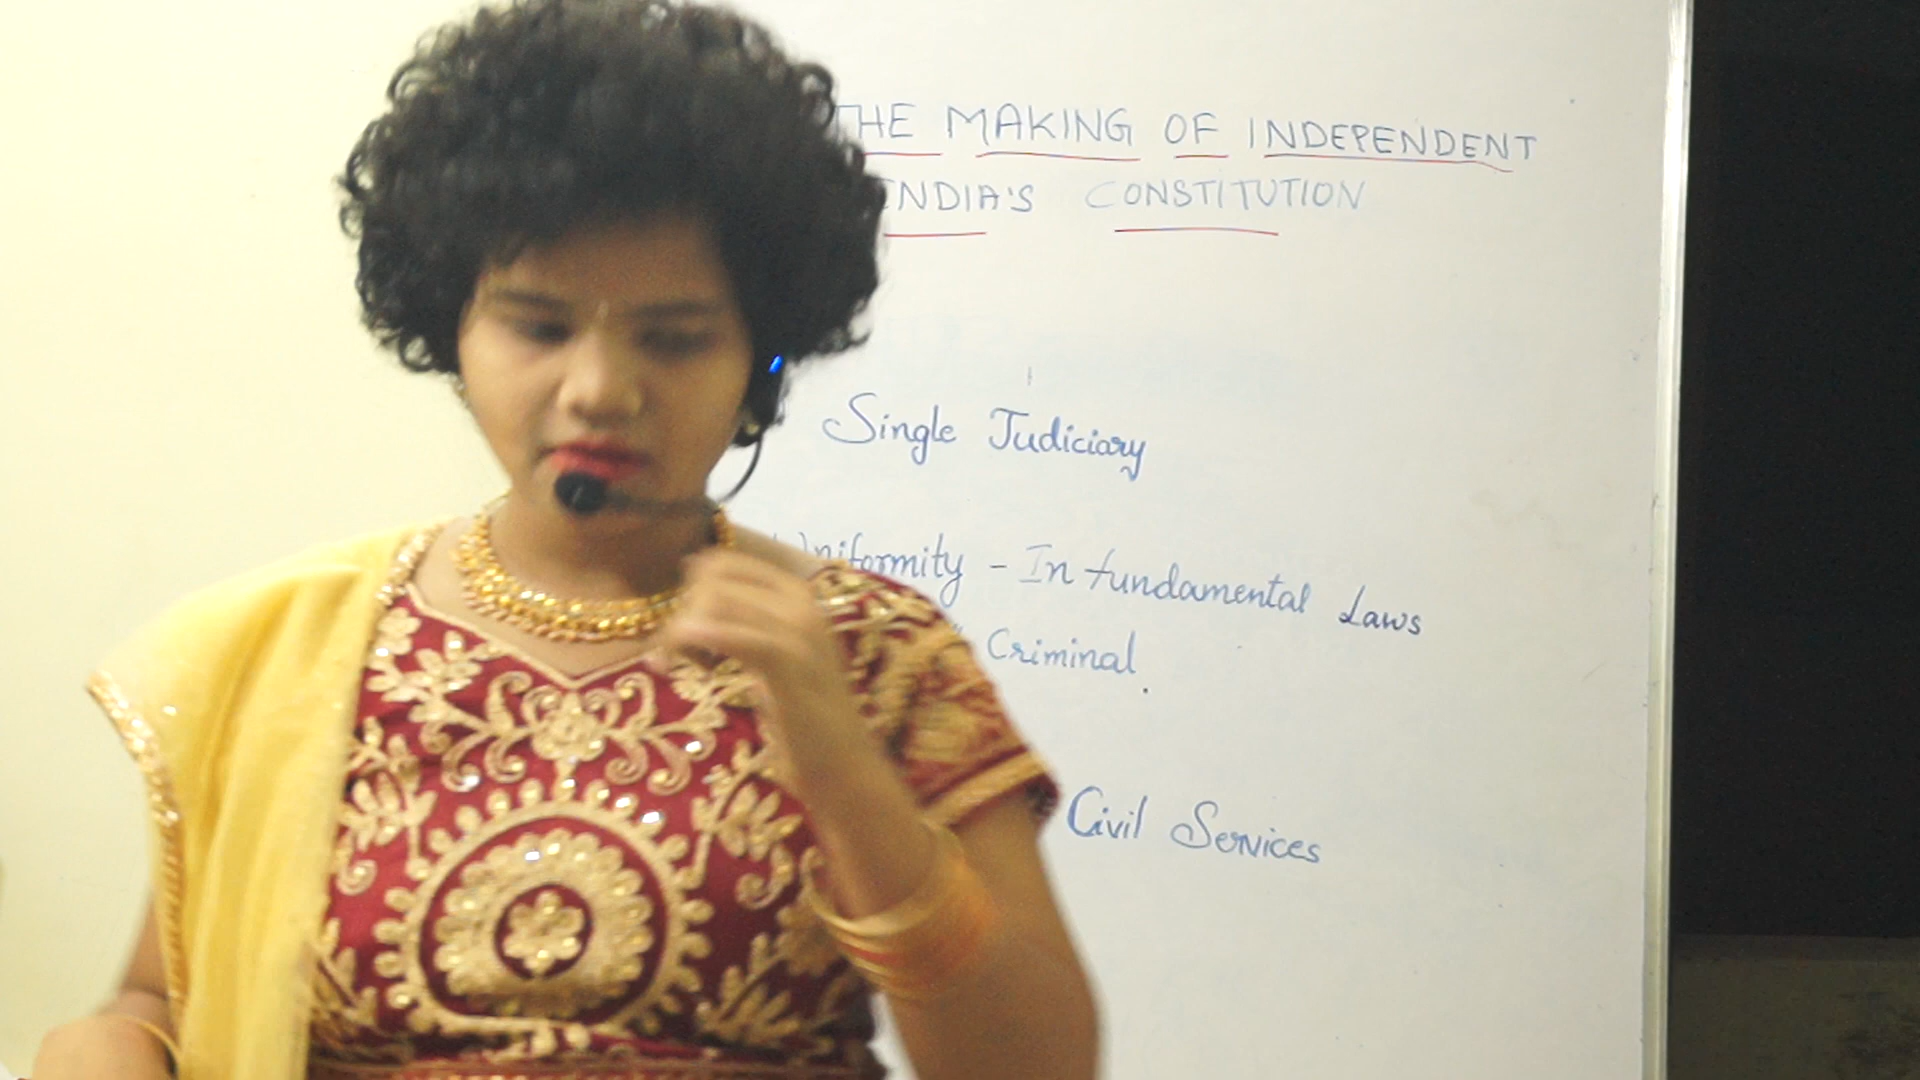 THE MAKING OF INDEPENDENT
INDIA'S CONSTITUTION
Single Judiciary
Uniformity - In fundamental Laws
" Criminal
Civil Services